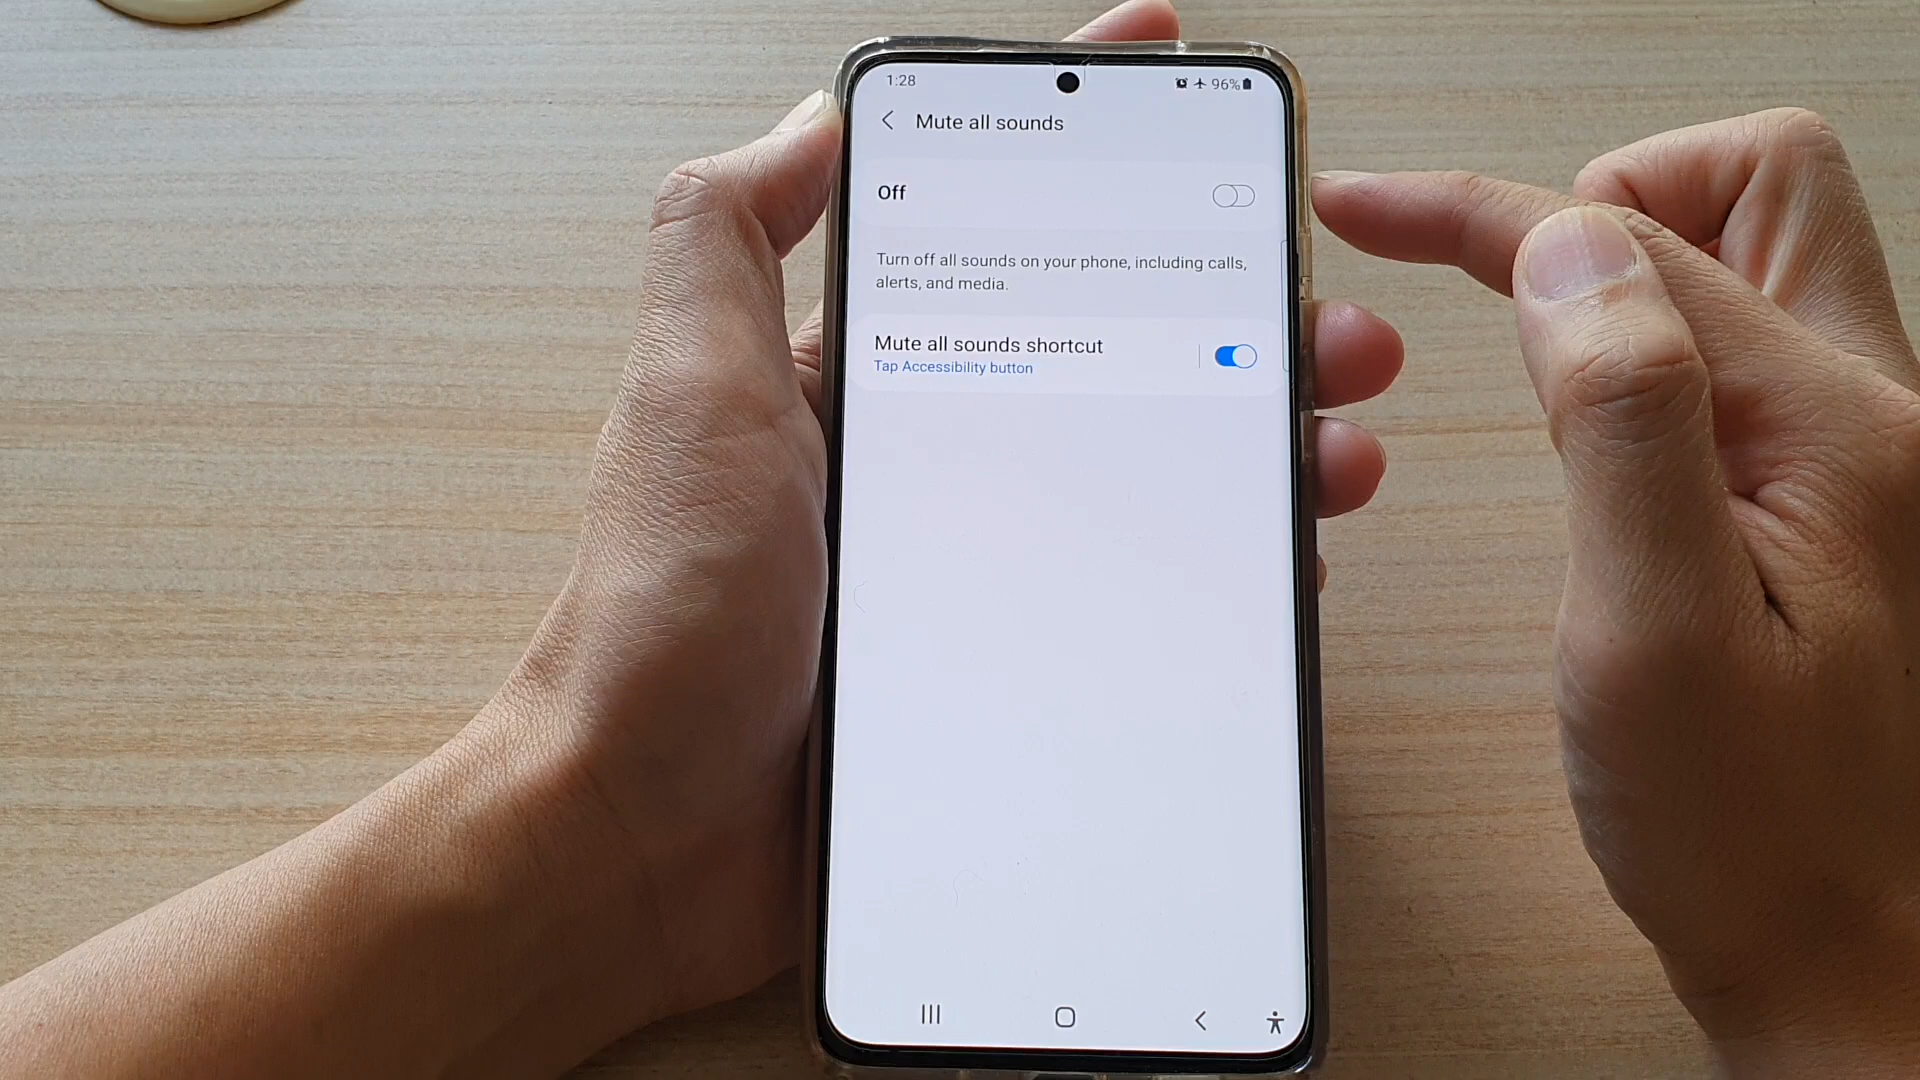 1:28
96%
Mute all sounds
Off
Turn off all sounds on your phone, including calls,
alerts, and media.
Mute all sounds shortcut
Tap Accessibility button